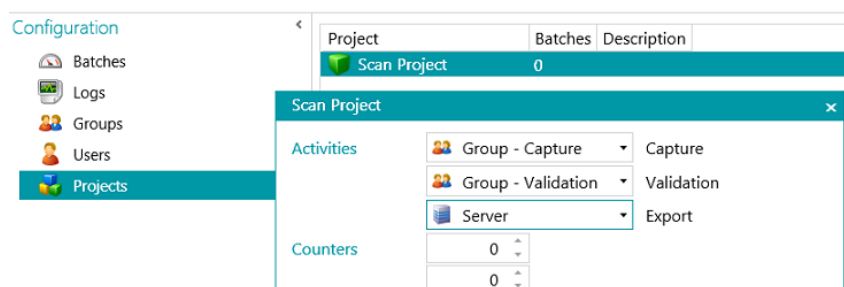 Configuration
Batches
Logs
Groups
Users
Projects
Project Batches Description
Scan Project 0
Scan Project
Activities Group - Capture Capture
Group - Validation Validation
Server Export
Counters 0
0